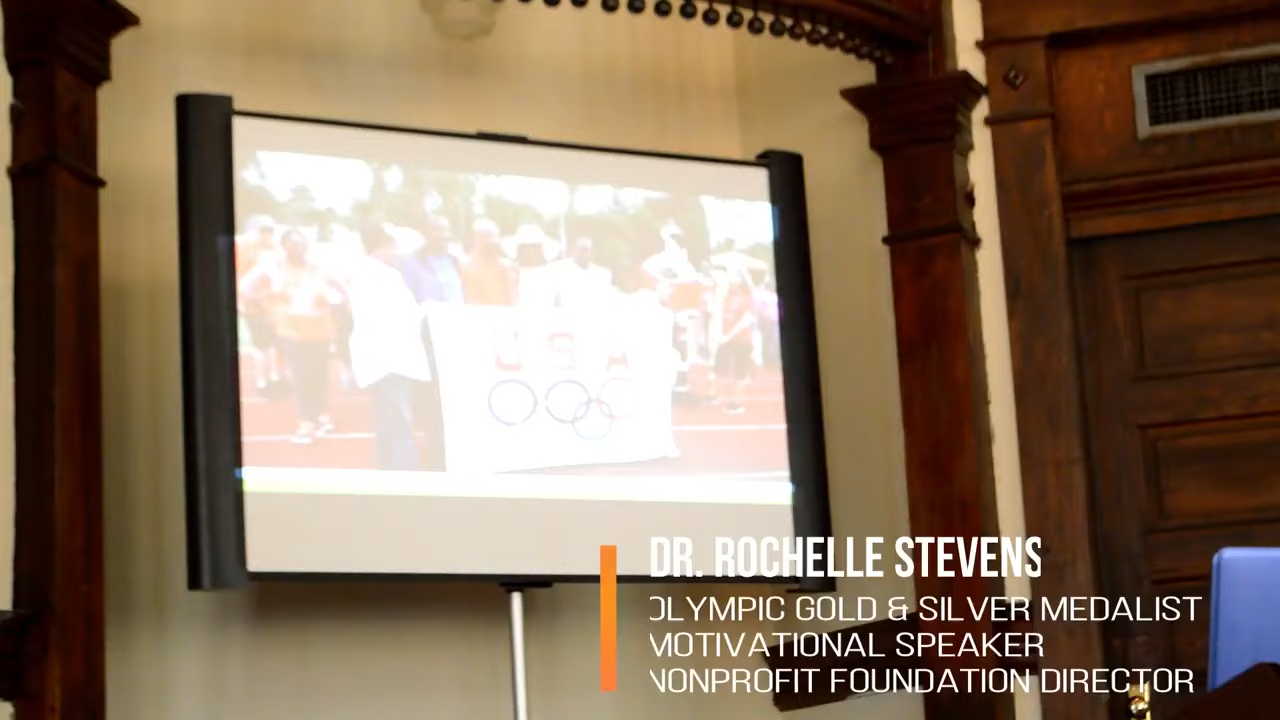 USA
DR. ROCHELLE STEVENS
OLYMPIC GOLD & SILVER MEDALIST
MOTIVATIONAL SPEAKER
NONPROFIT FOUNDATION DIRECTOR